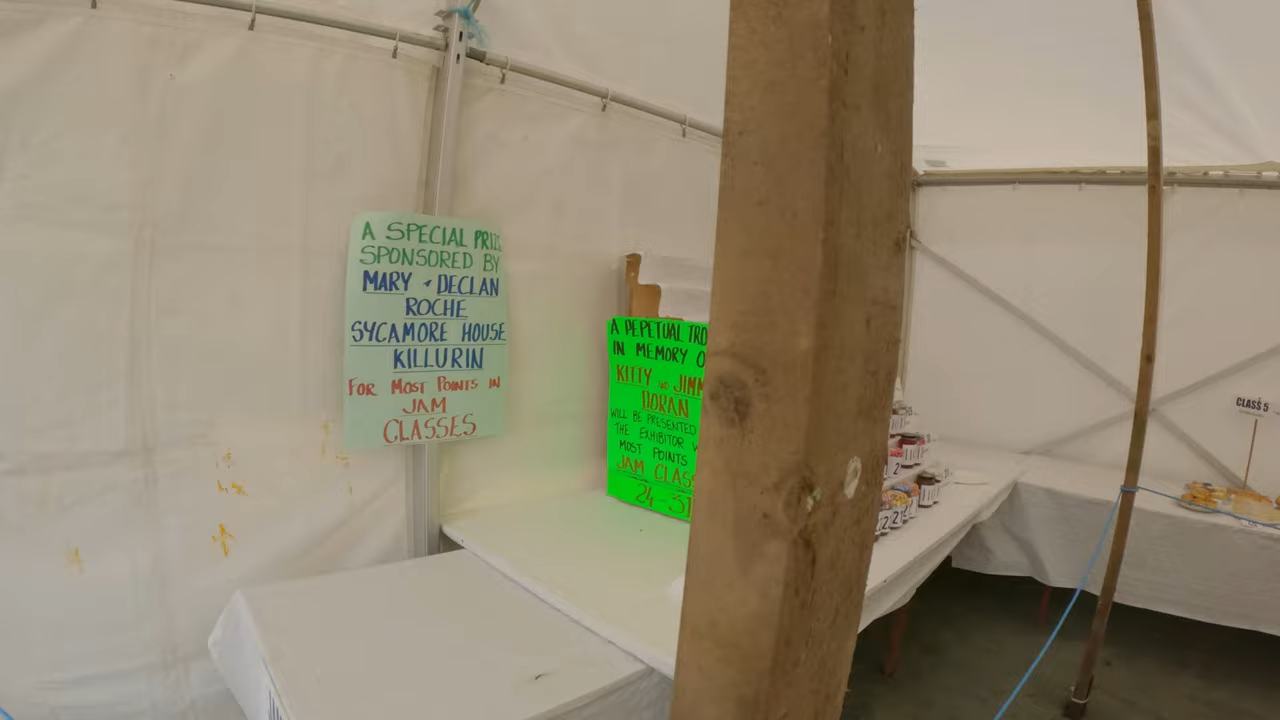 A SPECIAL PRIZE
SPONSORED BY
MARY & DECLAN
ROCHE
SYCAMORE HOUSE
KILLURIN
FOR MOST POINTS IN
JAM
CLASSES
A PEPETUAL TRO
IN MEMORY O
KITTY AND JIMM
DORAN
WILL BE PRESENTED
THE EXHIBITOR W
MOST POINTS
JAM CLASS
24-31
CLASS 5